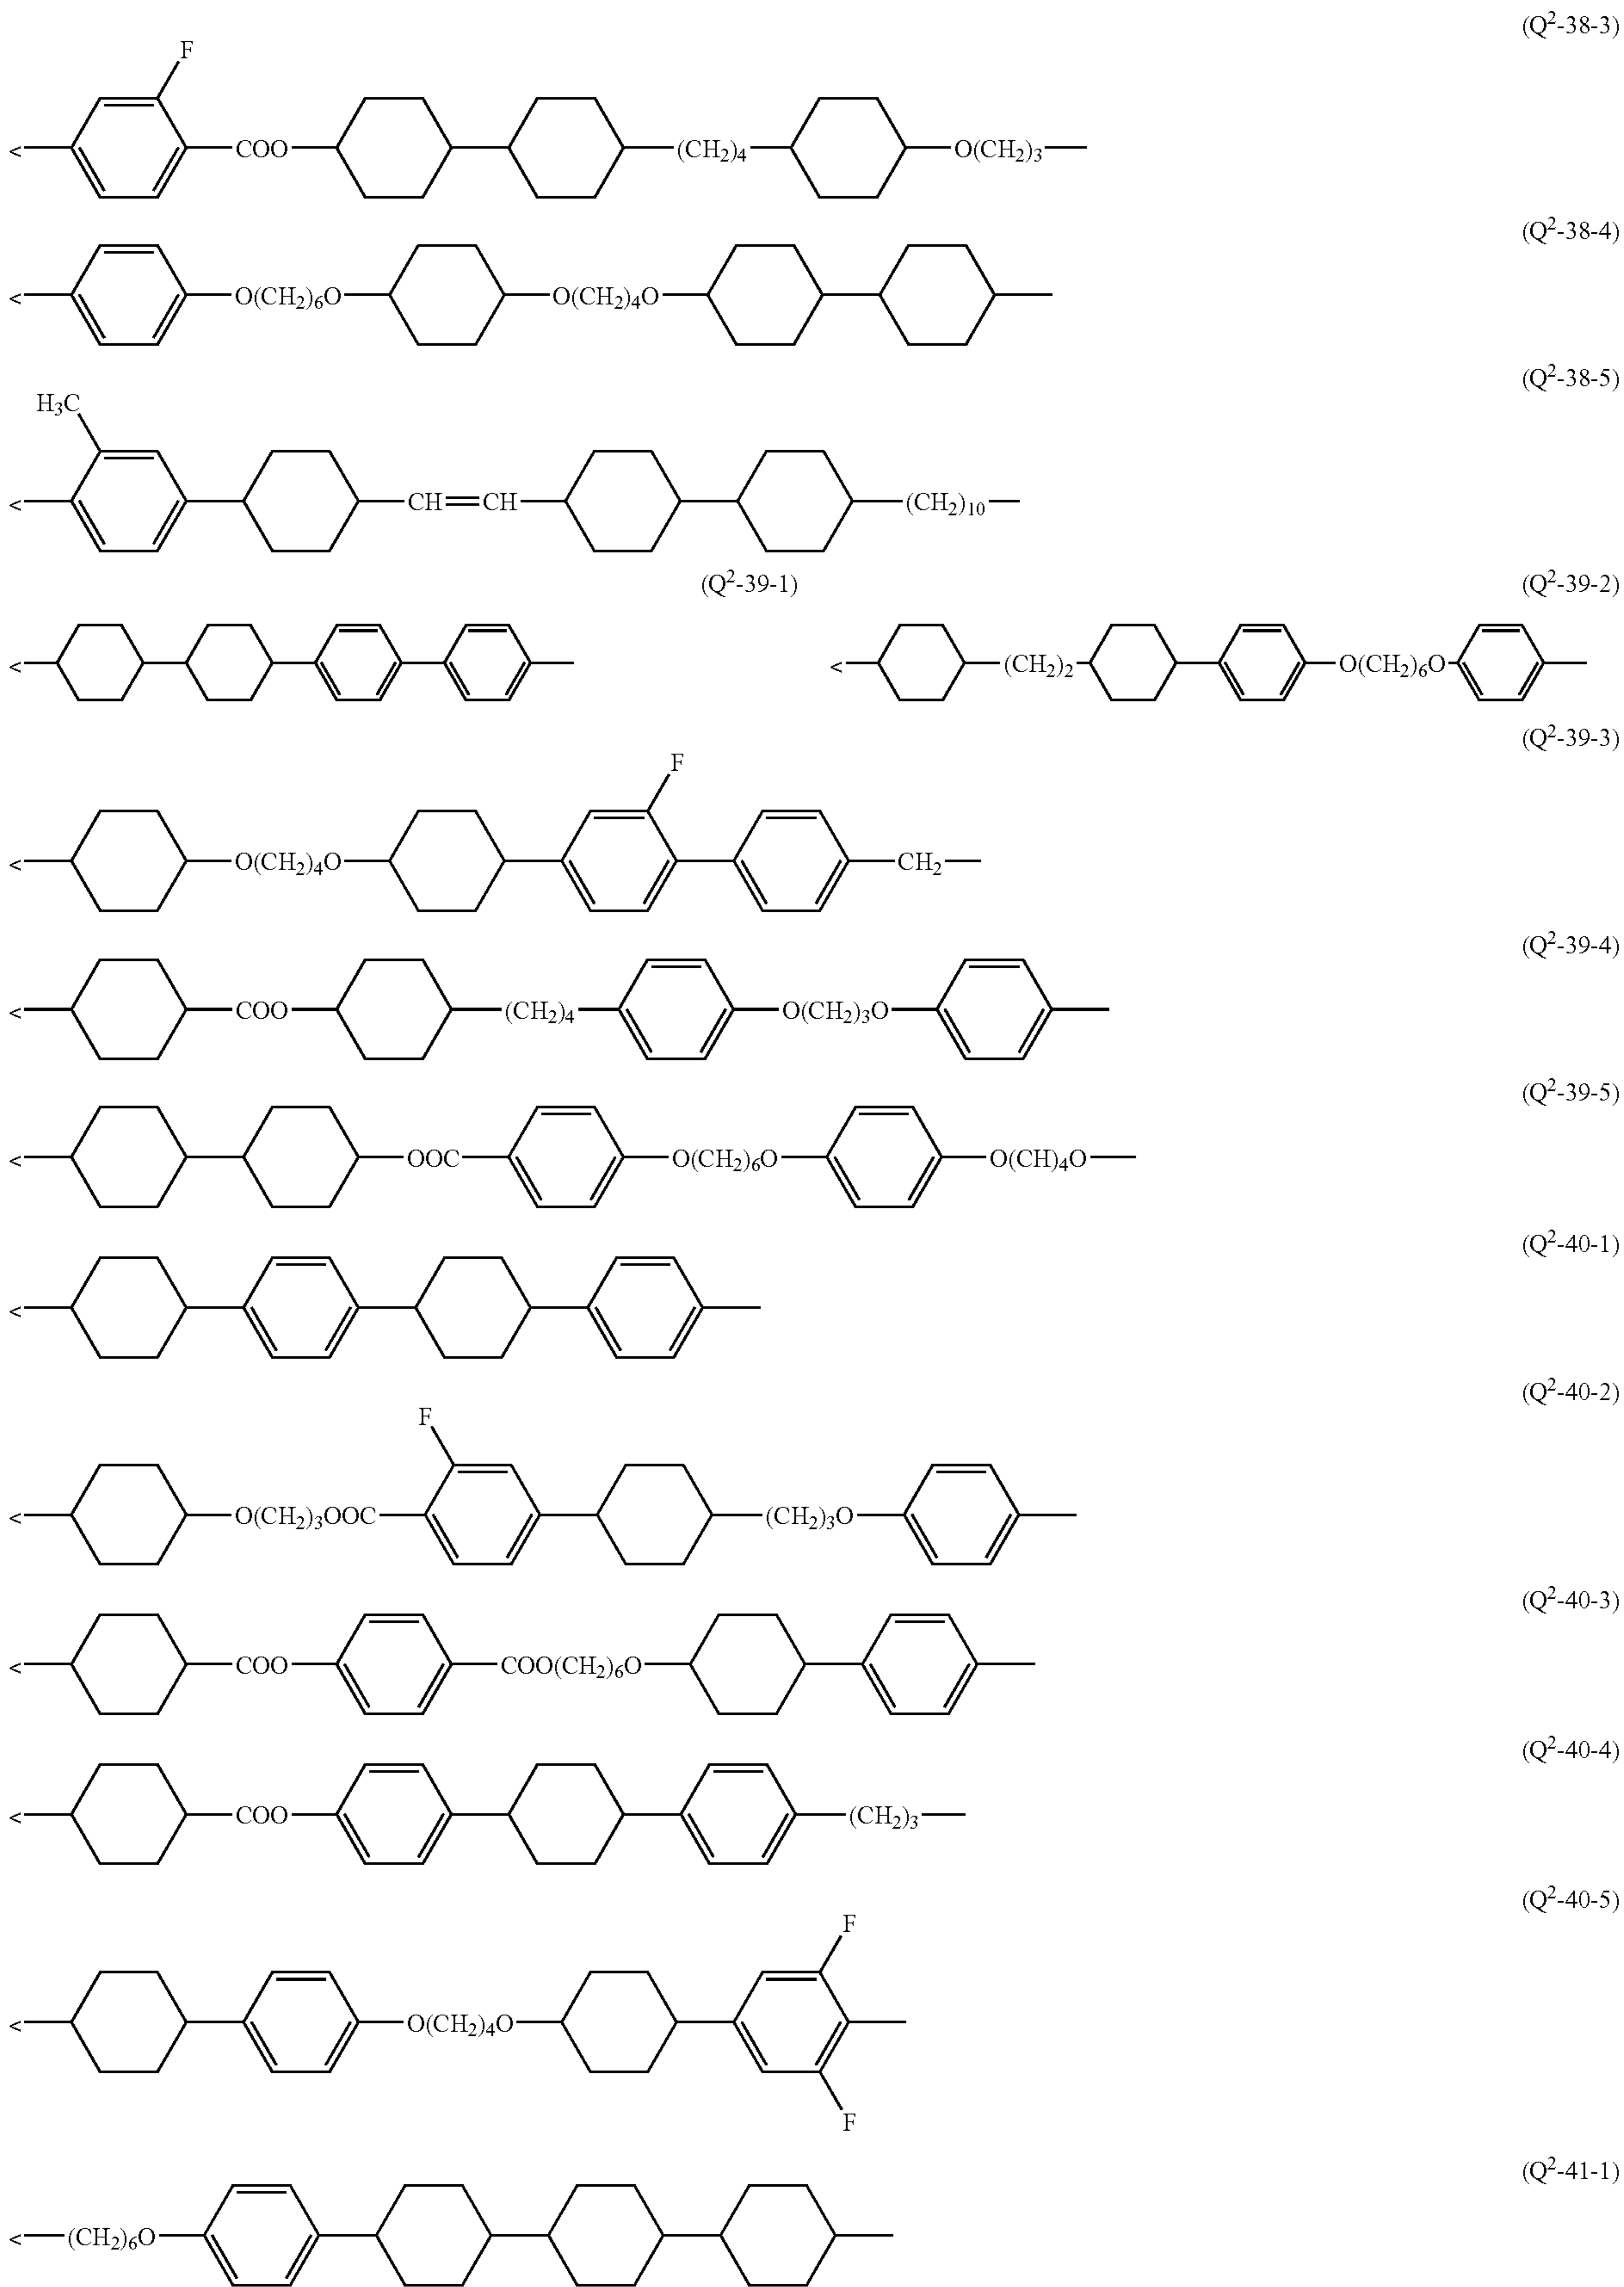 (Q²-38-3)
F
< COO (CH₂)₄ O(CH₂)₃
(Q²-38-4)
< O(CH₂)₆O O(CH₂)₄O
(Q²-38-5)
H₃C
< CH CH (CH₂)₁₀
(Q²-39-1) (Q²-39-2)
< < (CH₂)₂ O(CH₂)₆O
(Q²-39-3)
F
< O(CH₂)₄O CH₂
(Q²-39-4)
< COO (CH₂)₄ O(CH₂)₃O
(Q²-39-5)
< OOC O(CH₂)₆O O(CH)₄O
(Q²-40-1)
<
(Q²-40-2)
F
< O(CH₂)₃OOC (CH₂)₃O
(Q²-40-3)
< COO COO(CH₂)₆O
(Q²-40-4)
< COO (CH₂)₃
(Q²-40-5)
F
< O(CH₂)₄O
F
(Q²-41-1)
< (CH₂)₆O